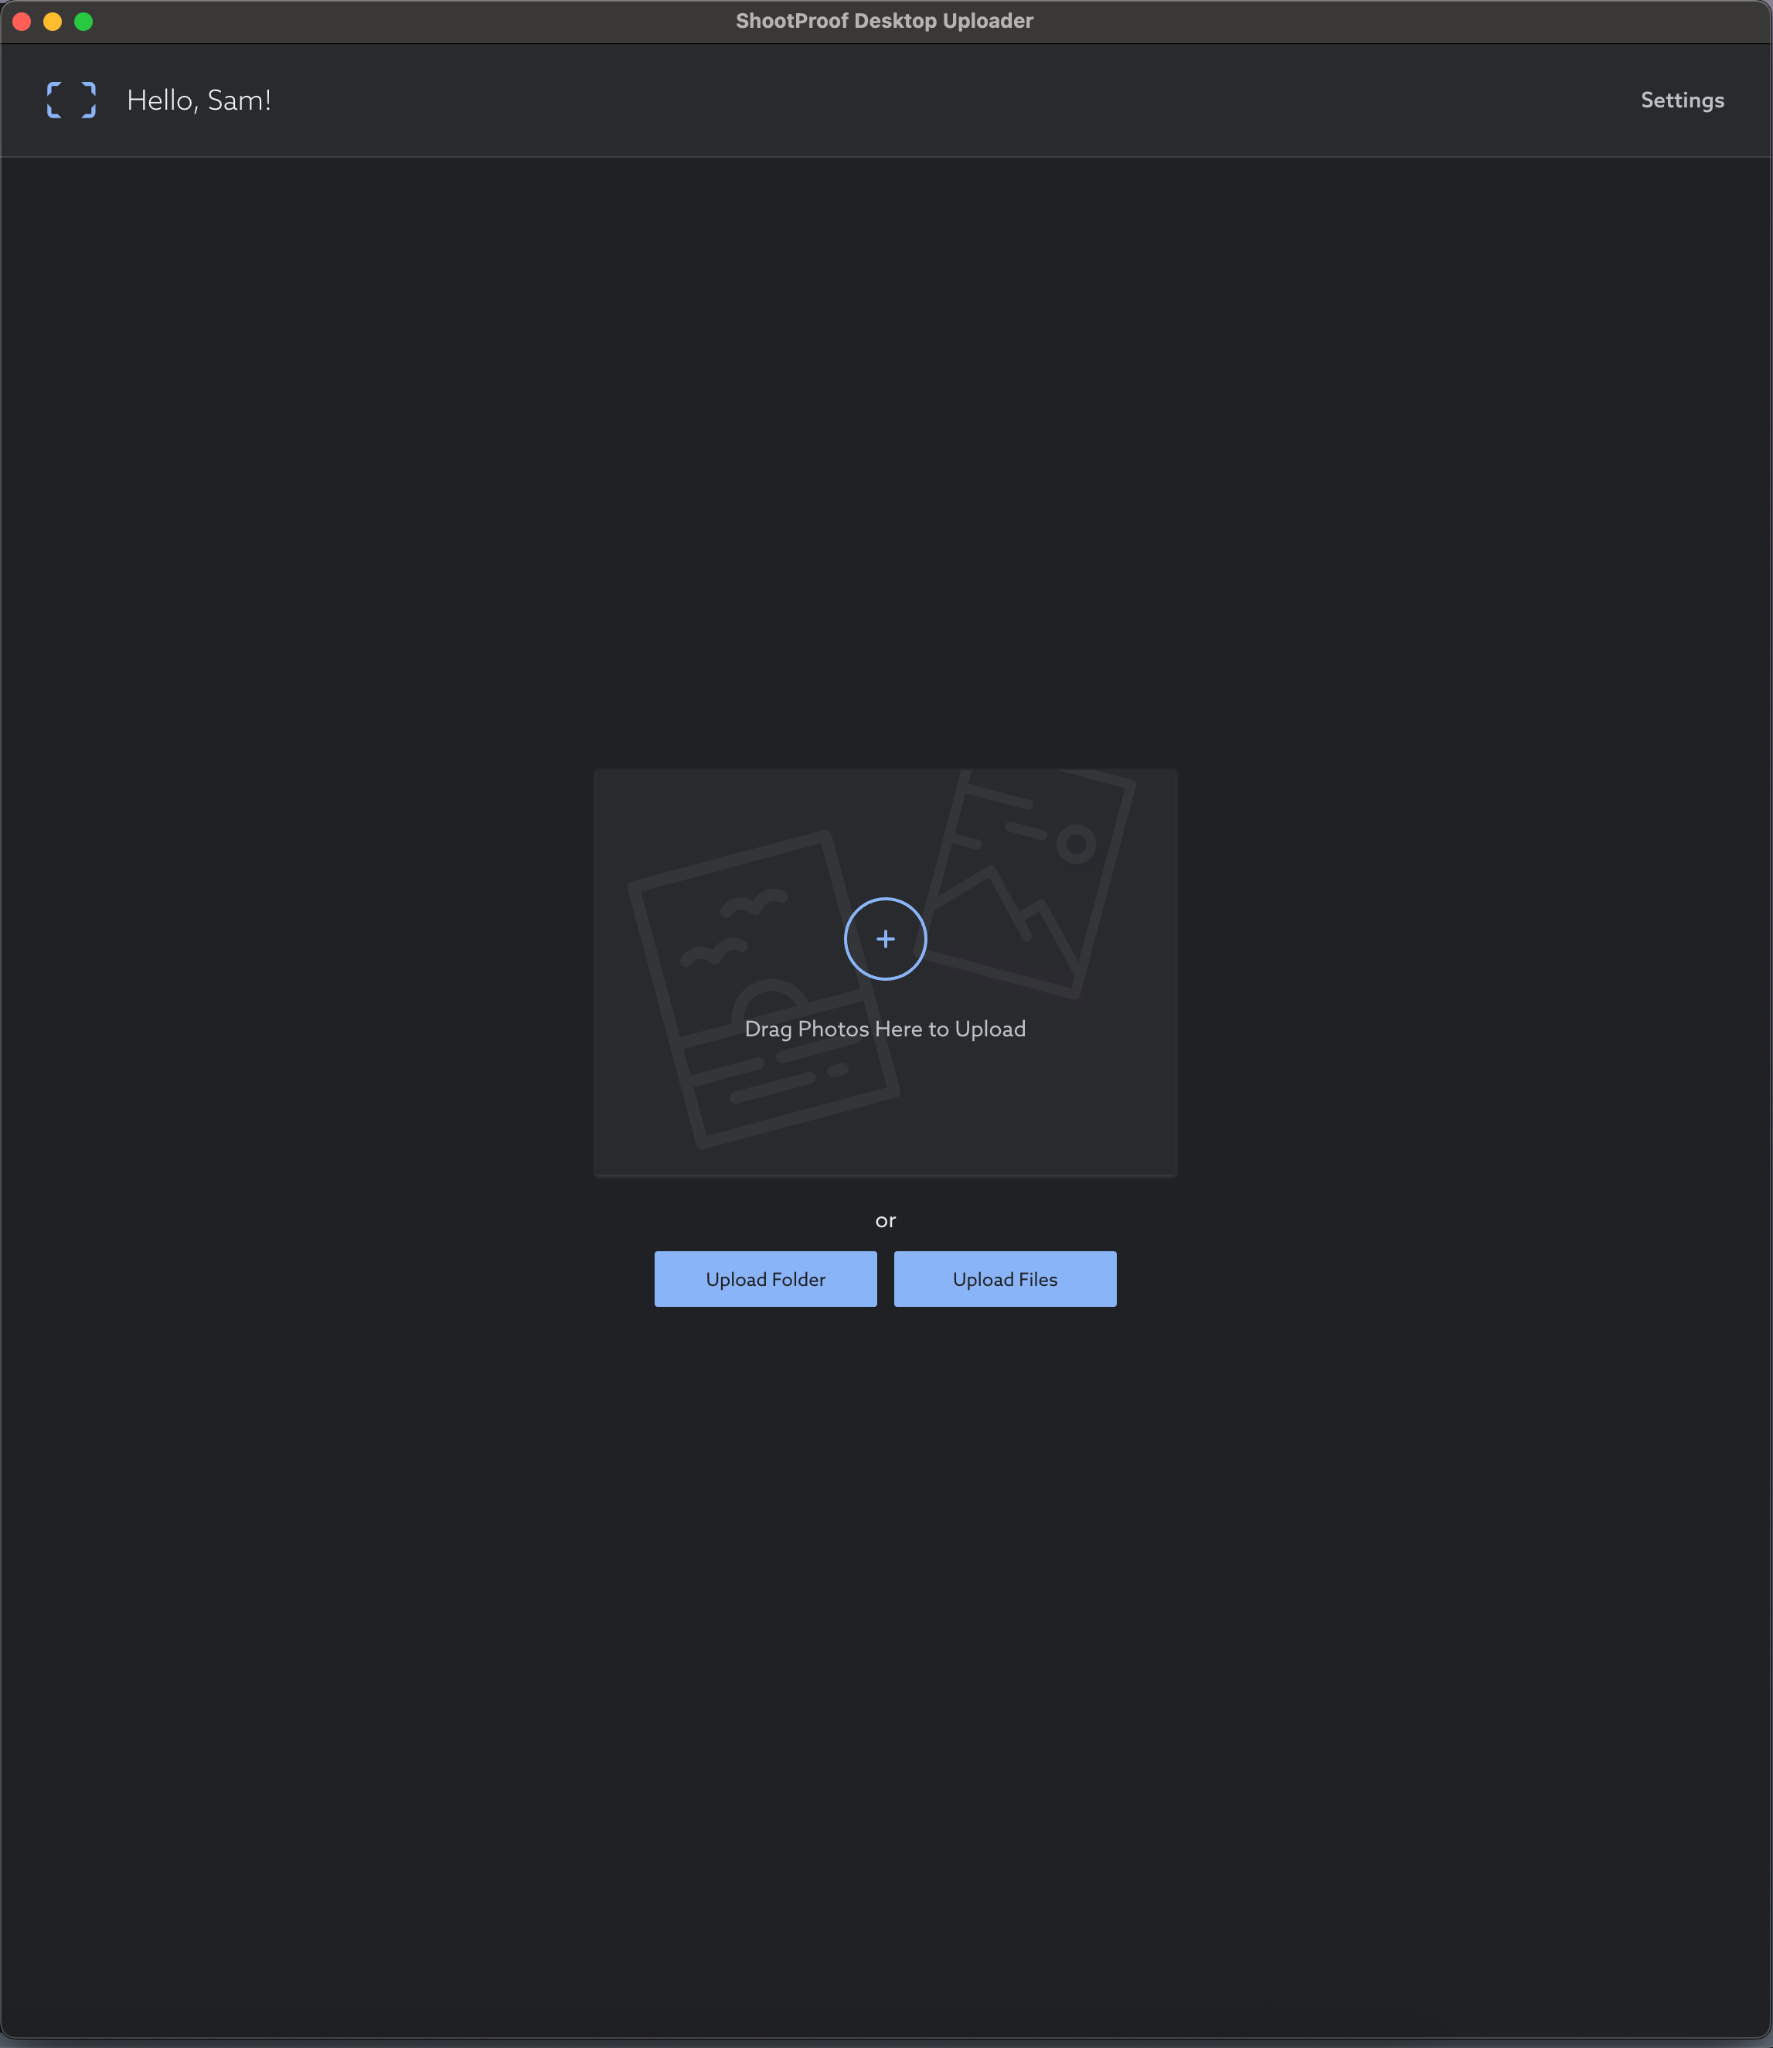 ShootProof Desktop Uploader
Hello, Sam!
Settings
Drag Photos Here to Upload
or
Upload Folder
Upload Files